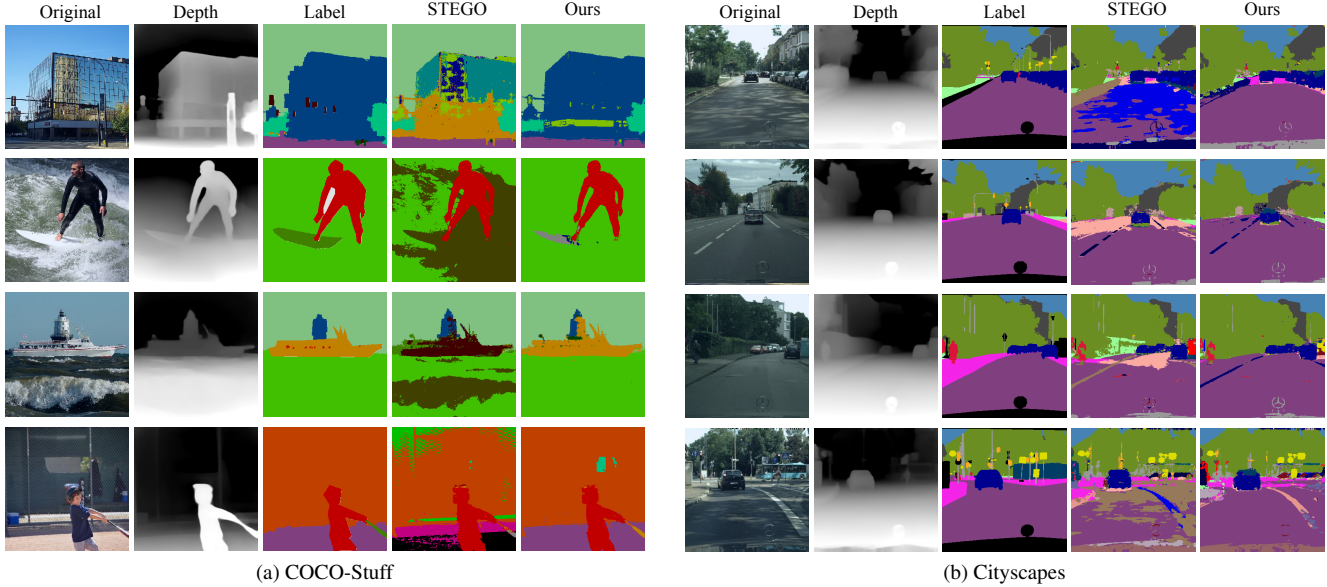 Original Depth Label STEGO Ours Original Depth Label STEGO Ours
(a) COCO-Stuff (b) Cityscapes